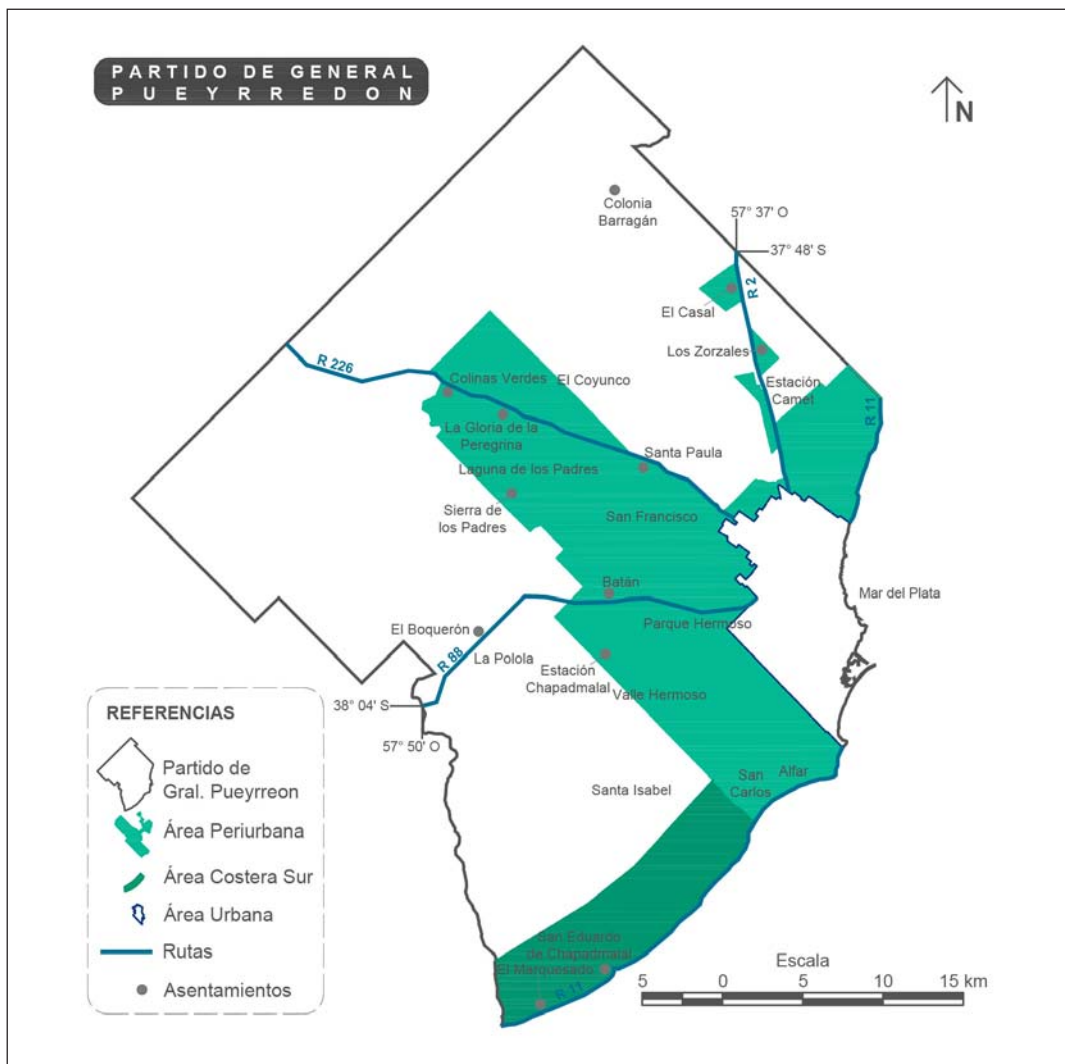 PARTIDO DE GENERAL
PUEYRREDON
N
Colonia
Barragán
57° 37' O
37° 48' S
R 2
El Casal
Los Zorzales
R 226
Colinas Verdes
El Coyunco
Estación
Camet
R 11
La Gloria de la
Peregrina
Santa Paula
Laguna de los Padres
Sierra de
los Padres
San Francisco
Batán
Mar del Plata
Parque Hermoso
El Boquerón
R 88
La Polola
Estación
Chapadmalal
Valle Hermoso
38° 04' S
57° 50' O
Santa Isabel
San
Carlos
Alfar
San Eduardo
de Chapadmalal
El Marquesado
R 11
REFERENCIAS
Partido de
Gral. Pueyrreon
Área Periurbana
Área Costera Sur
Área Urbana
Rutas
Asentamientos
Escala
5 0 5 10 15 km